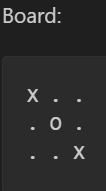 Board:
X . .
. O .
. . X